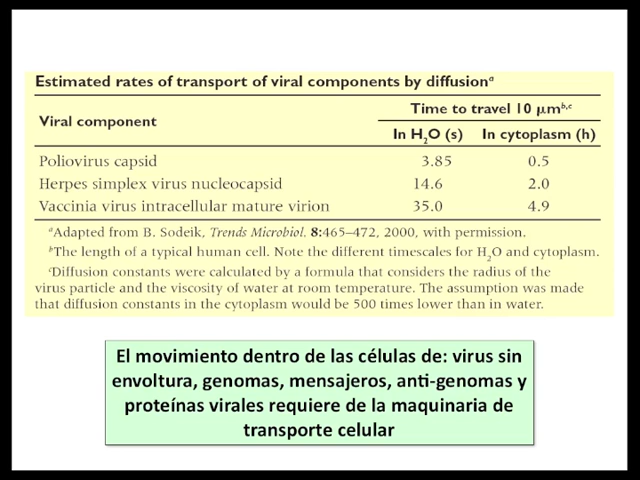 Estimated rates of transport of viral components by diffusionᵃ
Time to travel 10 µmᵇ,ᶜ
Viral component
In H₂O (s) In cytoplasm (h)
Poliovirus capsid 3.85 0.5
Herpes simplex virus nucleocapsid 14.6 2.0
Vaccinia virus intracellular mature virion 35.0 4.9
ᵃAdapted from B. Sodeik, Trends Microbiol. 8:465–472, 2000, with permission.
ᵇThe length of a typical human cell. Note the different timescales for H₂O and cytoplasm.
ᶜDiffusion constants were calculated by a formula that considers the radius of the
virus particle and the viscosity of water at room temperature. The assumption was made
that diffusion constants in the cytoplasm would be 500 times lower than in water.
El movimiento dentro de las células de: virus sin
envoltura, genomas, mensajeros, anti-genomas y
proteínas virales requiere de la maquinaria de
transporte celular